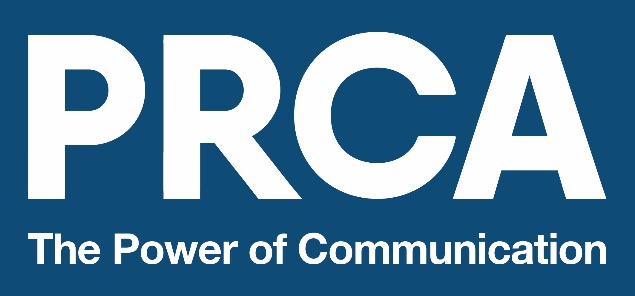 PRCA
The Power of Communication